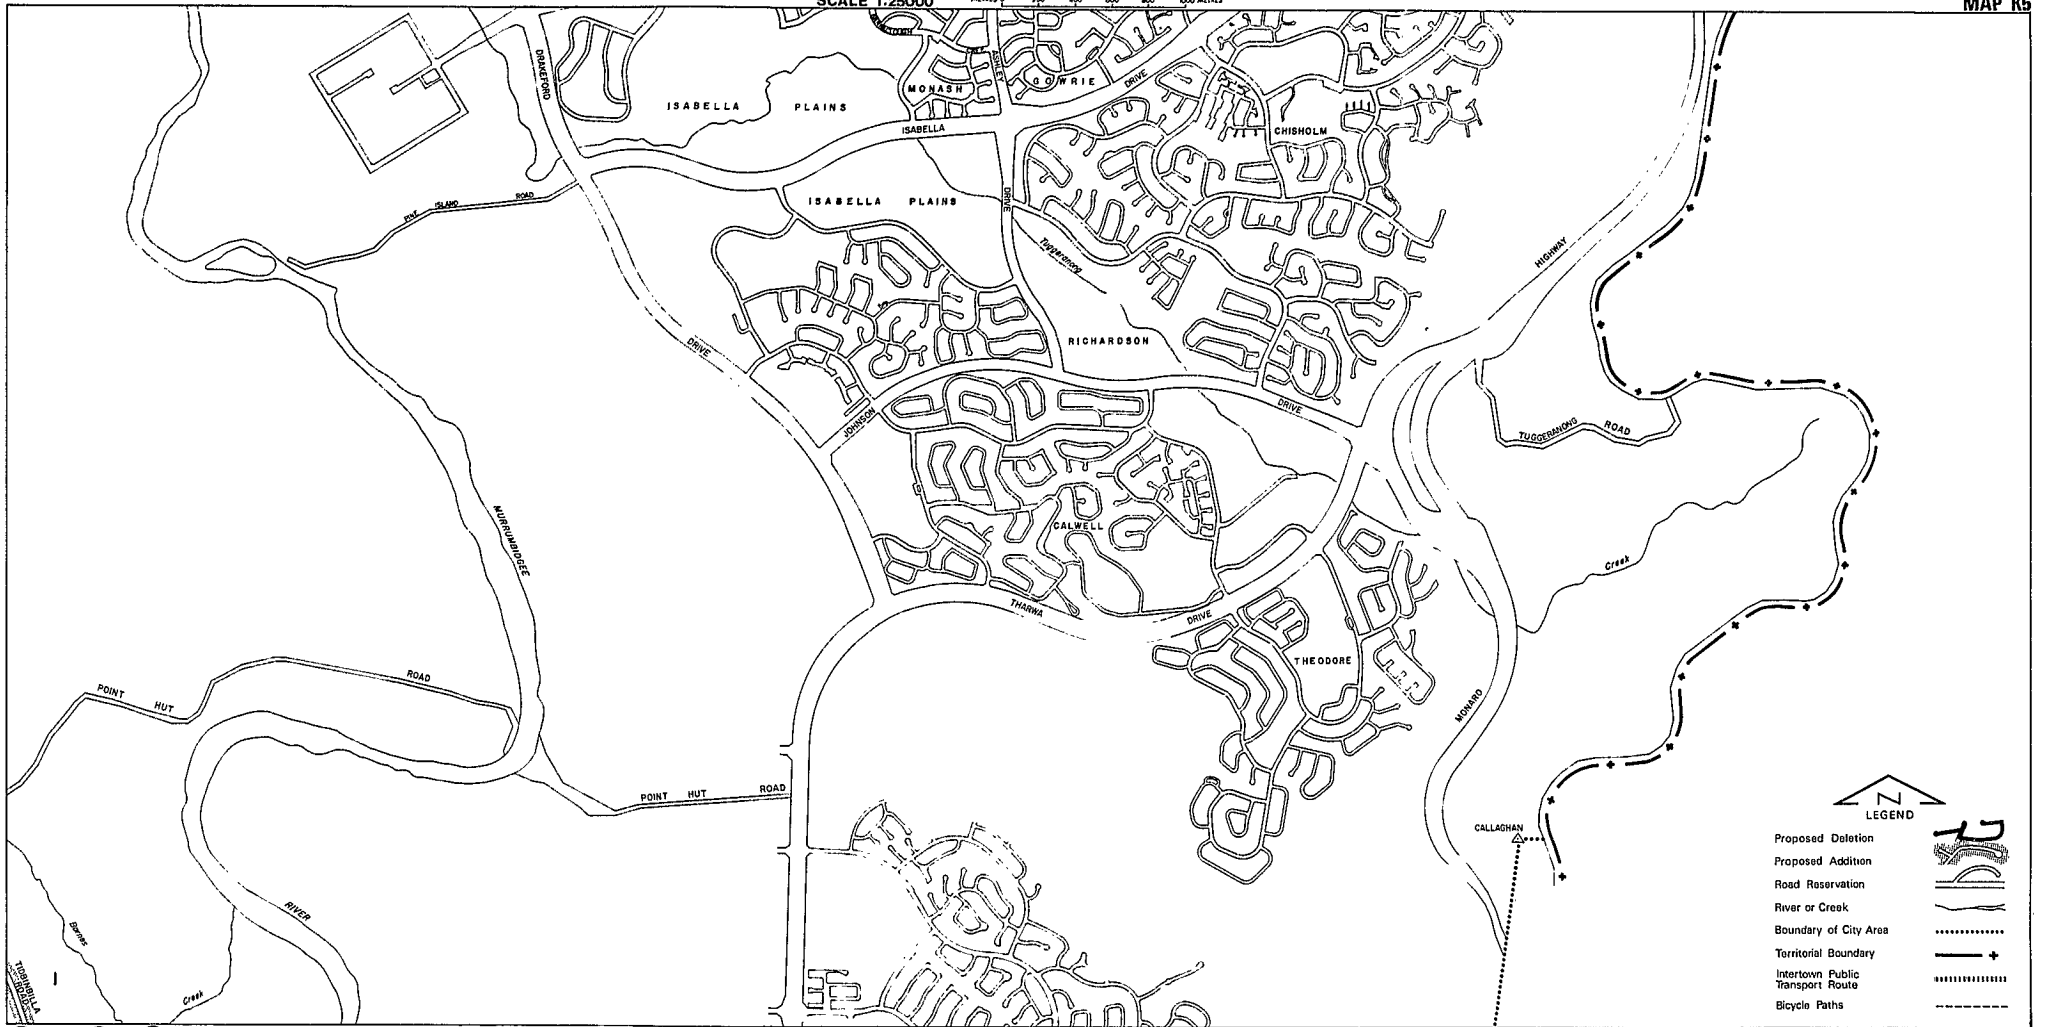 SCALE 1:25000
MAP R5
DRAKEFORD
ASHLEY
GOWRIE
DRIVE
MONASH
ISABELLA PLAINS
ISABELLA
CHISHOLM
PINE ISLAND ROAD
ISABELLA PLAINS
DRIVE
Tuggeranong
HIGHWAY
DRIVE
RICHARDSON
JOHNSON
DRIVE
TUGGERANONG ROAD
MURRUMBIDGEE
CALWELL
Creek
THARWA
DRIVE
THEODORE
POINT HUT ROAD
MONARO
POINT HUT ROAD
CALLAGHAN
RIVER
Barnes
Creek
TIDBINBILLA
ROAD
N
LEGEND
Proposed Deletion
Proposed Addition
Road Reservation
River or Creek
Boundary of City Area
Territorial Boundary
Intertown Public
Transport Route
Bicycle Paths